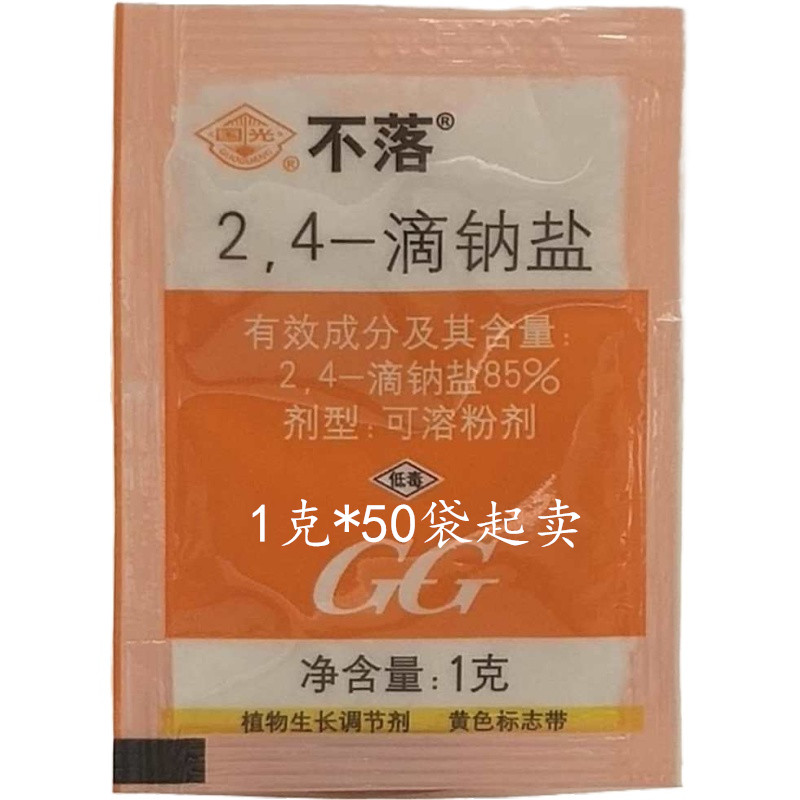 国光
GUOGUANG
®
不落®
2,4-滴钠盐
有效成分及其含量:
2,4-滴钠盐85%
剂型:可溶粉剂
低毒
1克*50袋起卖
GG
净含量:1克
植物生长调节剂 黄色标志带